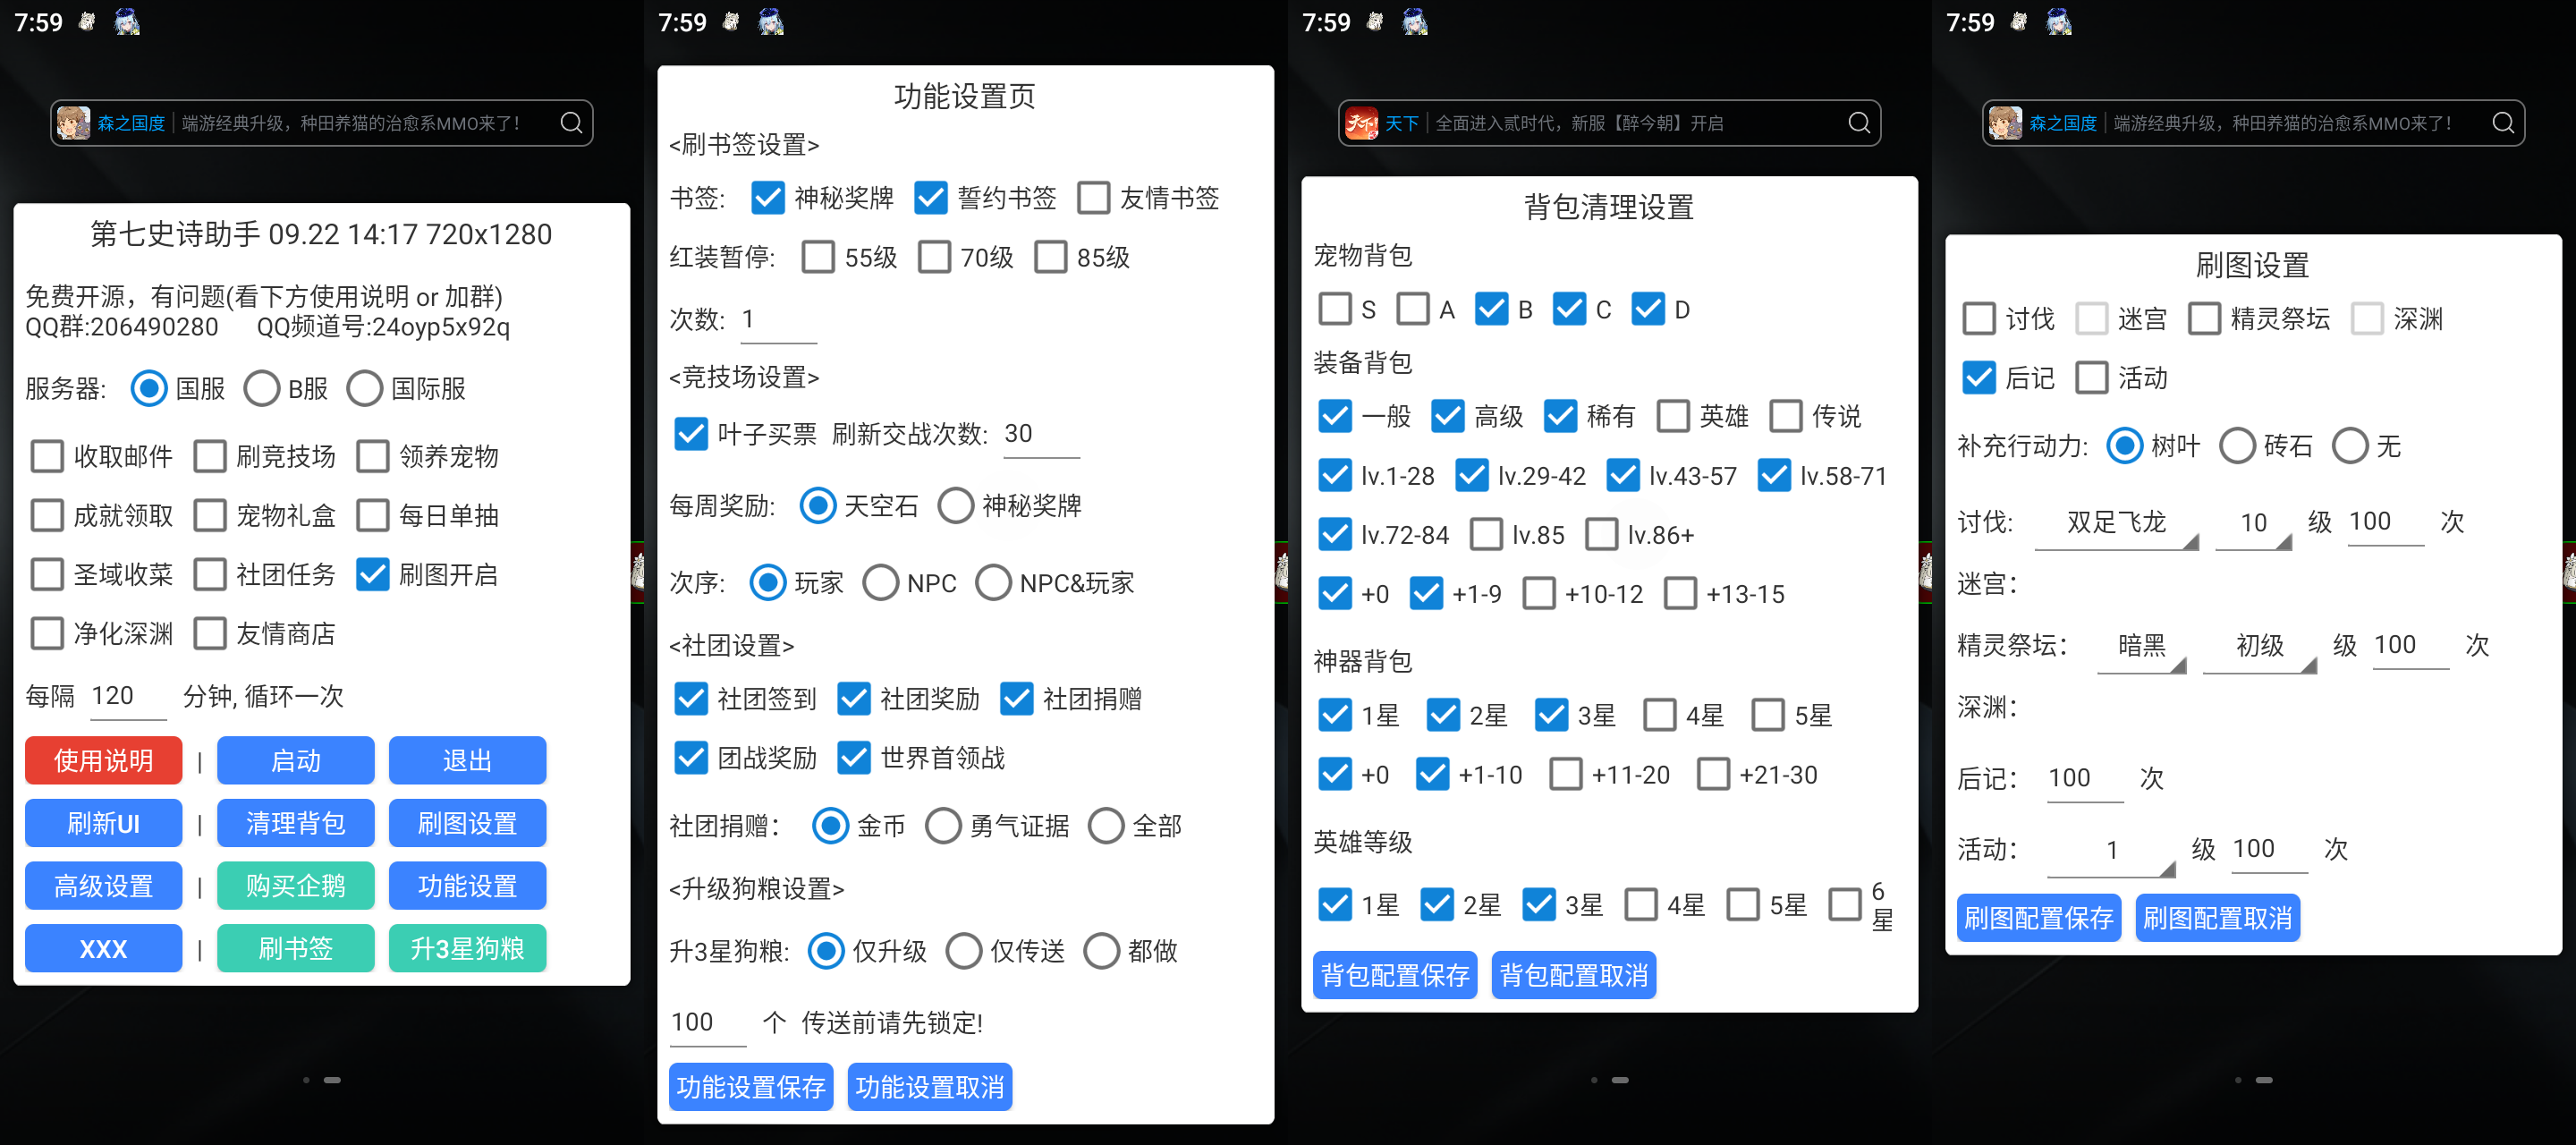 7:59
森之国度 | 端游经典升级，种田养猫的治愈系MMO来了！
第七史诗助手 09.22 14:17 720x1280
免费开源，有问题(看下方使用说明 or 加群)
QQ群:206490280 QQ频道号:24oyp5x92q
服务器: 国服 B服 国际服
收取邮件 刷竞技场 领养宠物
成就领取 宠物礼盒 每日单抽
圣域收菜 社团任务 刷图开启
净化深渊 友情商店
每隔 120 分钟, 循环一次
使用说明 | 启动 退出
刷新UI | 清理背包 刷图设置
高级设置 | 购买企鹅 功能设置
XXX | 刷书签 升3星狗粮
7:59
功能设置页
<刷书签设置>
书签: 神秘奖牌 誓约书签 友情书签
红装暂停: 55级 70级 85级
次数: 1
<竞技场设置>
叶子买票 刷新交战次数: 30
每周奖励: 天空石 神秘奖牌
次序: 玩家 NPC NPC&玩家
<社团设置>
社团签到 社团奖励 社团捐赠
团战奖励 世界首领战
社团捐赠： 金币 勇气证据 全部
<升级狗粮设置>
升3星狗粮: 仅升级 仅传送 都做
100 个 传送前请先锁定!
功能设置保存 功能设置取消
7:59
天下 | 全面进入贰时代，新服【醉今朝】开启
背包清理设置
宠物背包
S A B C D
装备背包
一般 高级 稀有 英雄 传说
lv.1-28 lv.29-42 lv.43-57 lv.58-71
lv.72-84 lv.85 lv.86+
+0 +1-9 +10-12 +13-15
神器背包
1星 2星 3星 4星 5星
+0 +1-10 +11-20 +21-30
英雄等级
1星 2星 3星 4星 5星 6星
背包配置保存 背包配置取消
7:59
森之国度 | 端游经典升级，种田养猫的治愈系MMO来了！
刷图设置
讨伐 迷宫 精灵祭坛 深渊
后记 活动
补充行动力: 树叶 砖石 无
讨伐: 双足飞龙 10 级 100 次
迷宫：
精灵祭坛： 暗黑 初级 级 100 次
深渊：
后记： 100 次
活动： 1 级 100 次
刷图配置保存 刷图配置取消